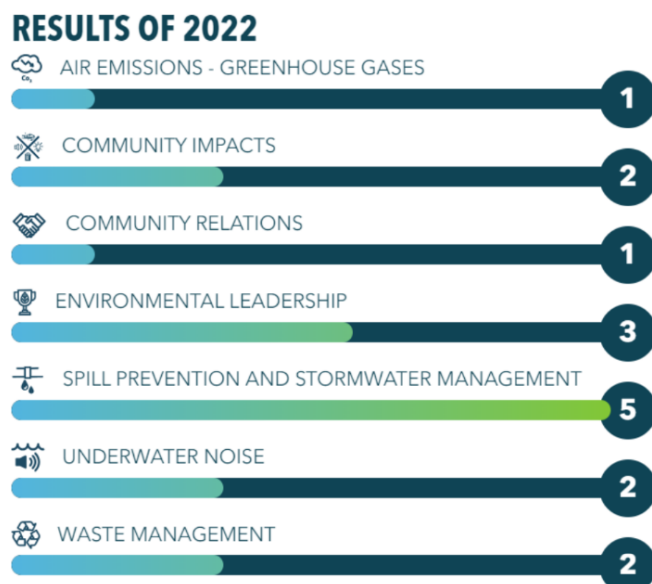 RESULTS OF 2022
AIR EMISSIONS - GREENHOUSE GASES
CO₂
1
COMMUNITY IMPACTS
2
COMMUNITY RELATIONS
1
ENVIRONMENTAL LEADERSHIP
3
SPILL PREVENTION AND STORMWATER MANAGEMENT
5
UNDERWATER NOISE
2
WASTE MANAGEMENT
2